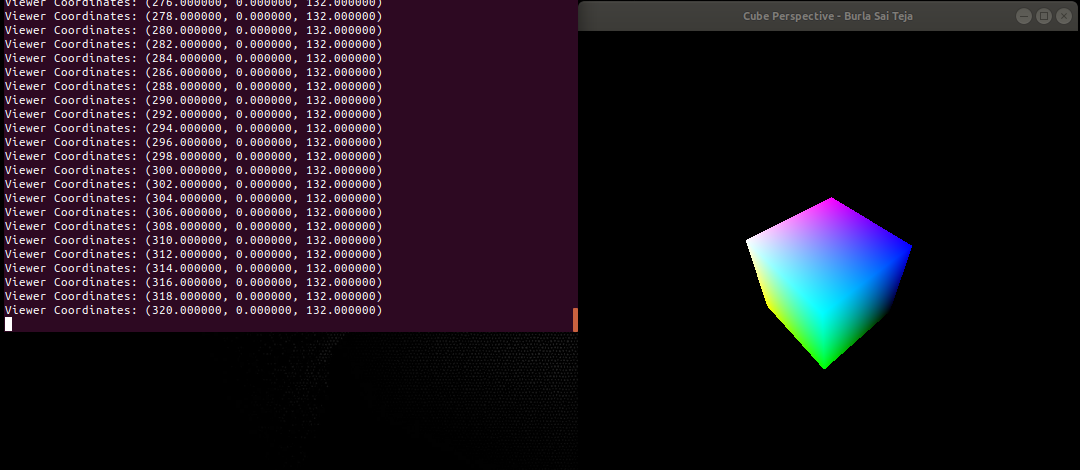 Viewer Coordinates: (276.000000, 0.000000, 132.000000)
Viewer Coordinates: (278.000000, 0.000000, 132.000000)
Viewer Coordinates: (280.000000, 0.000000, 132.000000)
Viewer Coordinates: (282.000000, 0.000000, 132.000000)
Viewer Coordinates: (284.000000, 0.000000, 132.000000)
Viewer Coordinates: (286.000000, 0.000000, 132.000000)
Viewer Coordinates: (288.000000, 0.000000, 132.000000)
Viewer Coordinates: (290.000000, 0.000000, 132.000000)
Viewer Coordinates: (292.000000, 0.000000, 132.000000)
Viewer Coordinates: (294.000000, 0.000000, 132.000000)
Viewer Coordinates: (296.000000, 0.000000, 132.000000)
Viewer Coordinates: (298.000000, 0.000000, 132.000000)
Viewer Coordinates: (300.000000, 0.000000, 132.000000)
Viewer Coordinates: (302.000000, 0.000000, 132.000000)
Viewer Coordinates: (304.000000, 0.000000, 132.000000)
Viewer Coordinates: (306.000000, 0.000000, 132.000000)
Viewer Coordinates: (308.000000, 0.000000, 132.000000)
Viewer Coordinates: (310.000000, 0.000000, 132.000000)
Viewer Coordinates: (312.000000, 0.000000, 132.000000)
Viewer Coordinates: (314.000000, 0.000000, 132.000000)
Viewer Coordinates: (316.000000, 0.000000, 132.000000)
Viewer Coordinates: (318.000000, 0.000000, 132.000000)
Viewer Coordinates: (320.000000, 0.000000, 132.000000)
Cube Perspective - Burla Sai Teja